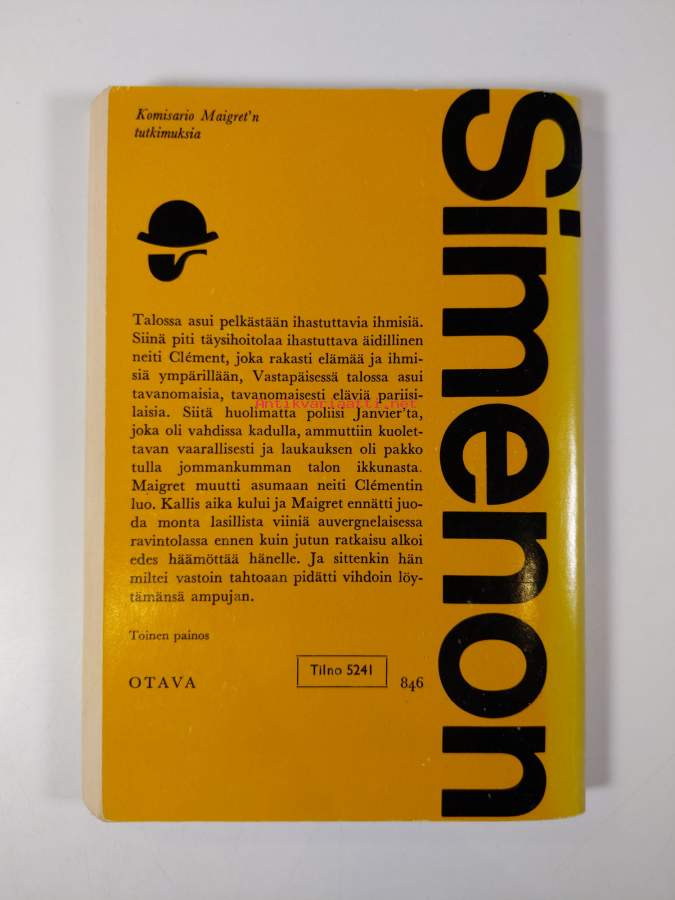 Komisario Maigret'n
tutkimuksia
Talossa asui pelkästään ihastuttavia ihmisiä.
Siinä piti täysihoitolaa ihastuttava äidillinen
neiti Clément, joka rakasti elämää ja ihmi-
siä ympärillään, Vastapäisessä talossa asui
tavanomaisia, tavanomaisesti eläviä pariisi-
laisia. Siitä huolimatta poliisi Janvier'ta,
joka oli vahdissa kadulla, ammuttiin kuolet-
tavan vaarallisesti ja laukauksen oli pakko
tulla jommankumman talon ikkunasta.
Maigret muutti asumaan neiti Clémentin
luo. Kallis aika kului ja Maigret ennätti juo-
da monta lasillista viiniä auvergnelaisessa
ravintolassa ennen kuin jutun ratkaisu alkoi
edes häämöttää hänelle. Ja sittenkin hän
miltei vastoin tahtoaan pidätti vihdoin löy-
tämänsä ampujan.
Toinen painos
OTAVA
Tilno 5241
846
simenon
Antikvariaatti.net